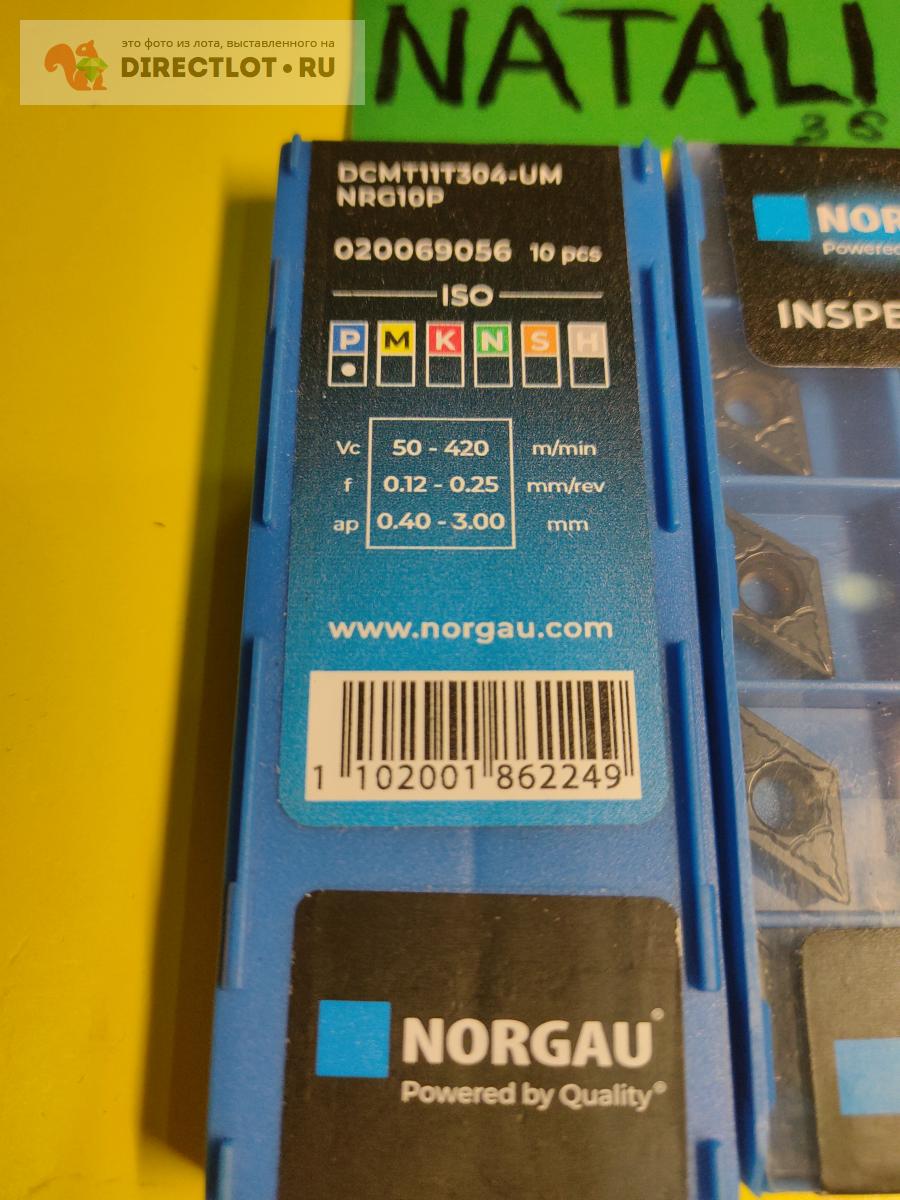 это фото из лота, выставленного на
DIRECTLOT.RU
NATALI
36
DCMT11T304-UM
NRG10P
020069056 10 pcs
ISO
P M K N S H
Vc 50 - 420 m/min
f 0.12 - 0.25 mm/rev
ap 0.40 - 3.00 mm
www.norgau.com
1 102001 862249
NORGAU®
Powered by Quality®
NOR
Powered
INSPE